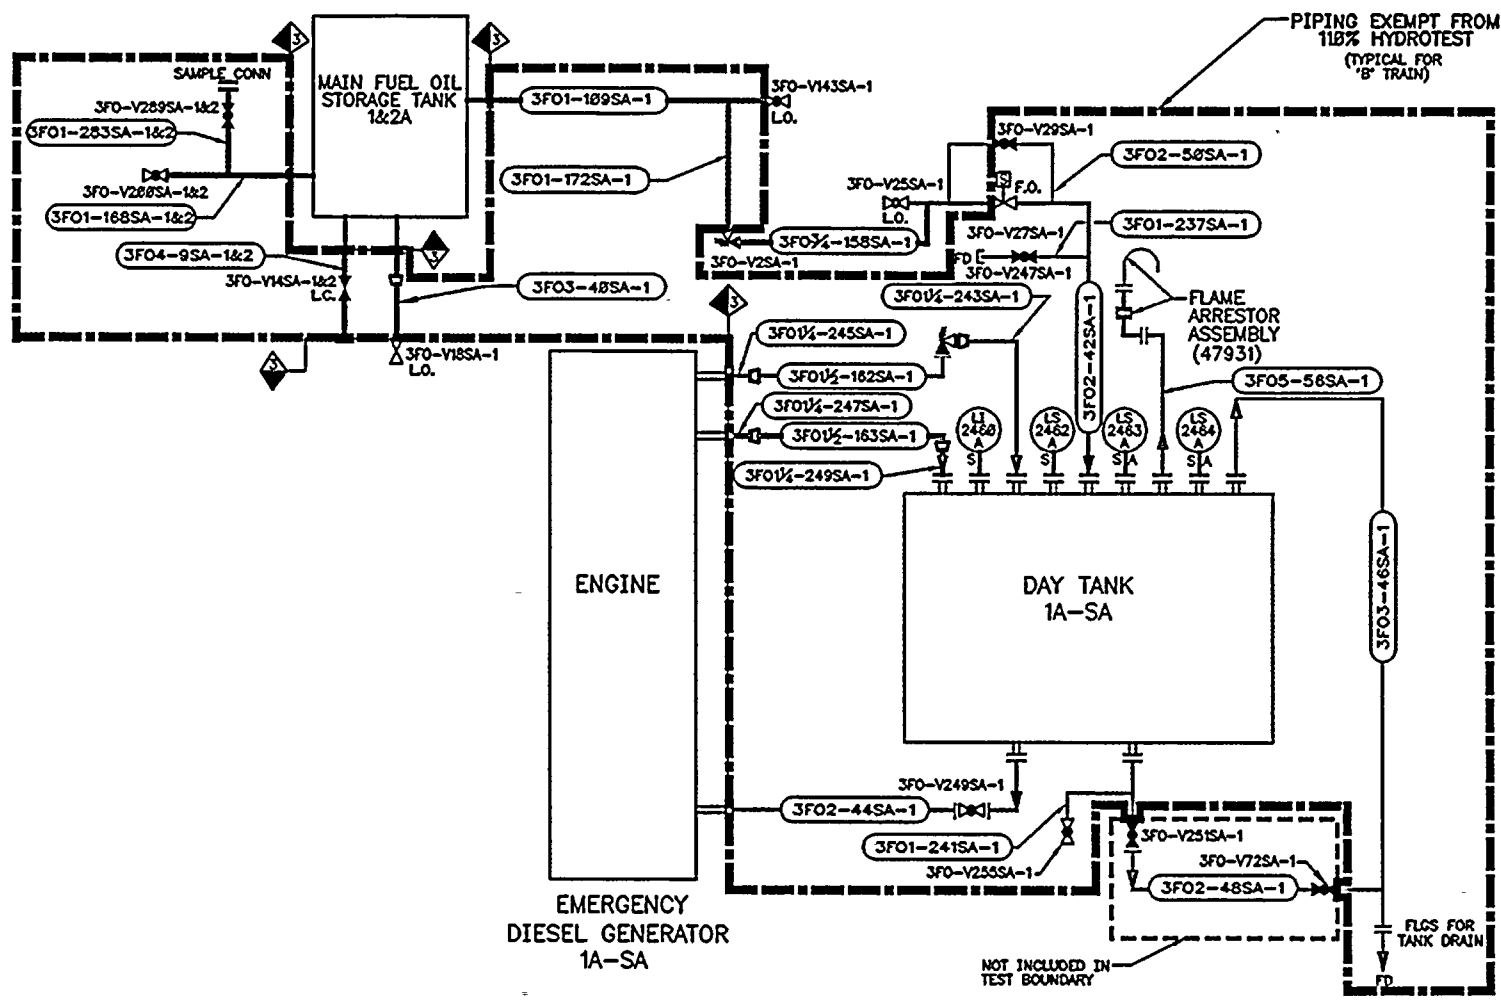 PIPING EXEMPT FROM
110% HYDROTEST
(TYPICAL FOR
'B' TRAIN)
3
3
SAMPLE CONN
MAIN FUEL OIL
STORAGE TANK
1&2A
3FO-V289SA-1&2
3FO1-283SA-1&2
3FO-V200SA-1&2
3FO1-168SA-1&2
3FO4-9SA-1&2
3FO-V14SA-1&2
L.C.
3
3FO1-109SA-1
3FO-V143SA-1
L.O.
3FO1-172SA-1
3FO3-40SA-1
3FO-V18SA-1
L.O.
3
3FO-V2SA-1
3FO¾-158SA-1
3FO-V25SA-1
L.O.
3FO-V29SA-1
3FO2-50SA-1
S
F.O.
3FO-V27SA-1
3FO1-237SA-1
FD
3FO-V247SA-1
3
3FO1¼-243SA-1
3FO1¼-245SA-1
3FO1½-162SA-1
3FO1¼-247SA-1
3FO1½-163SA-1
3FO1¼-249SA-1
3FO2-42SA-1
FLAME
ARRESTOR
ASSEMBLY
(47931)
3FO5-56SA-1
LI
2460
A
S
LS
2462
A
S
LS
2463
A
SA
LS
2464
A
SA
3FO3-46SA-1
ENGINE
DAY TANK
1A-SA
3FO-V249SA-1
3FO2-44SA-1
3FO1-241SA-1
3FO-V255SA-1
3FO-V251SA-1
3FO-V72SA-1
3FO2-48SA-1
EMERGENCY
DIESEL GENERATOR
1A-SA
NOT INCLUDED IN
TEST BOUNDARY
FLGS FOR
TANK DRAIN
FD